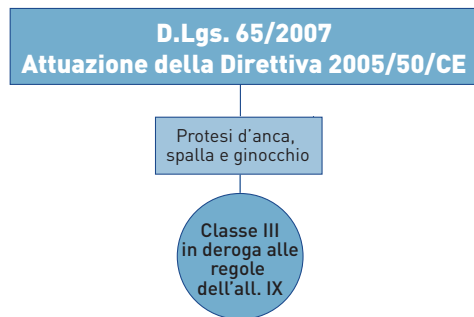 D.Lgs. 65/2007
Attuazione della Direttiva 2005/50/CE
Protesi d'anca,
spalla e ginocchio
Classe III
in deroga alle
regole
dell'all. IX